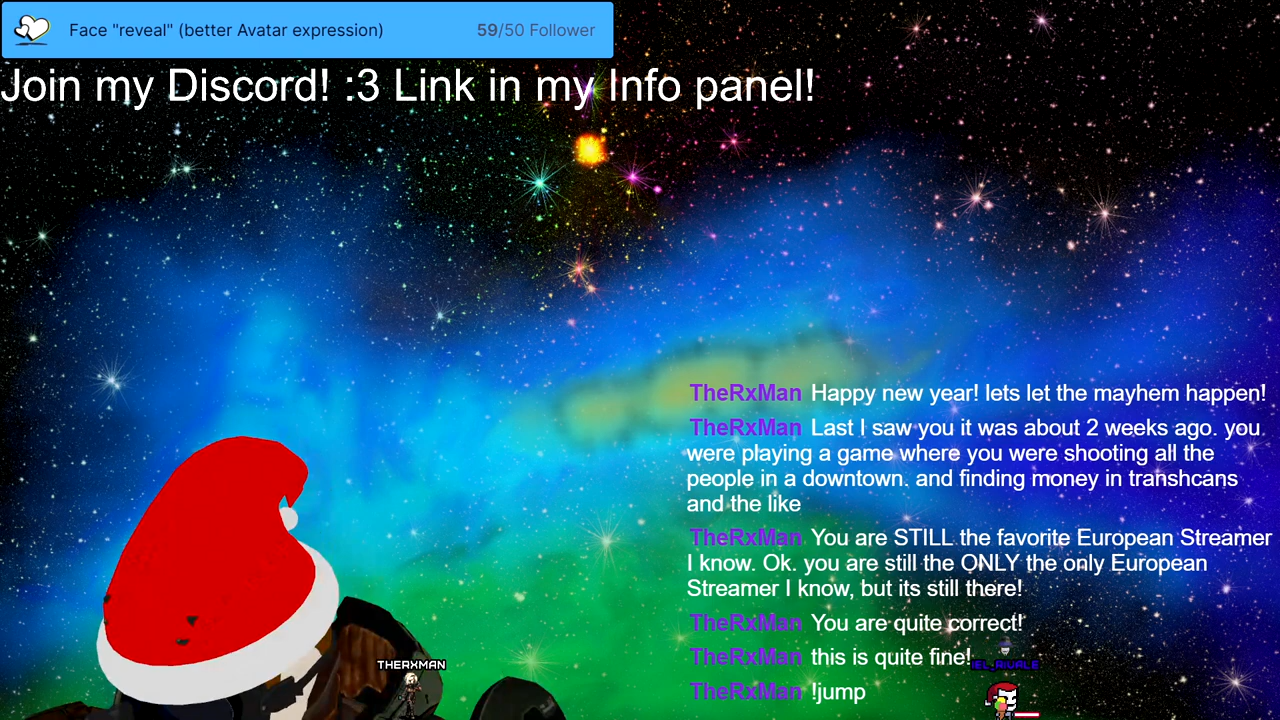 Face "reveal" (better Avatar expression) 59/50 Follower
Join my Discord! :3 Link in my Info panel!
TheRxMan Happy new year! lets let the mayhem happen!
TheRxMan Last I saw you it was about 2 weeks ago. you
were playing a game where you were shooting all the
people in a downtown. and finding money in transhcans
and the like
TheRxMan You are STILL the favorite European Streamer
I know. Ok. you are still the ONLY the only European
Streamer I know, but its still there!
TheRxMan You are quite correct!
TheRxMan this is quite fine!
THERXMAN
TheRxMan !jump